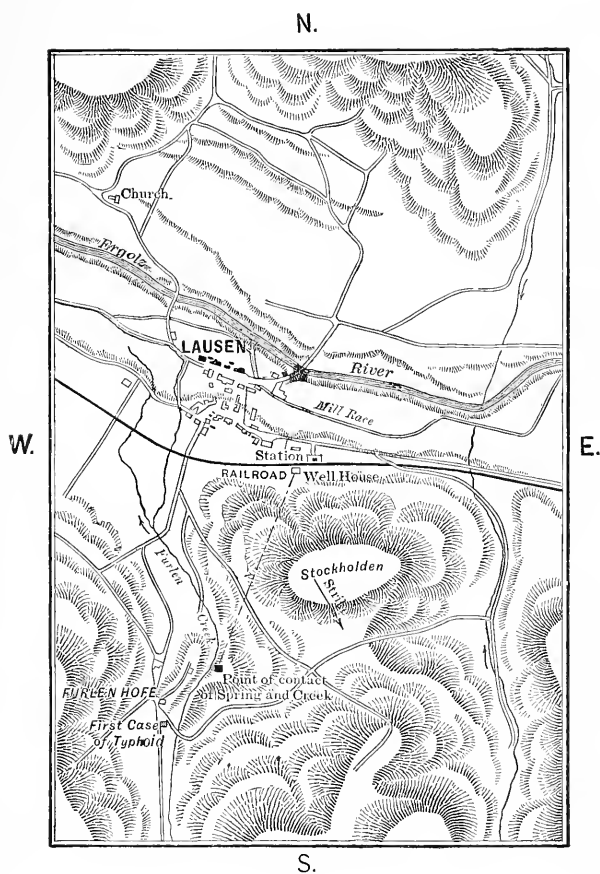 N.
Church.
Ergolz
LAUSEN
River
Mill Race
W.
E.
Station
RAILROAD
Well House
Stockholden
Strike
Furlen
Creek
Point of contact
of Spring and Creek
FURLEN HOFE
First Case
of Typhoid
S.